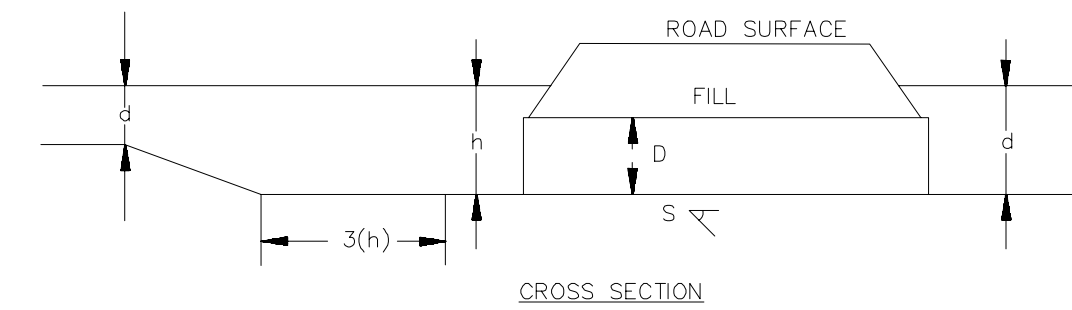 ROAD SURFACE
FILL
d
h
D
d
S
3(h)
CROSS SECTION